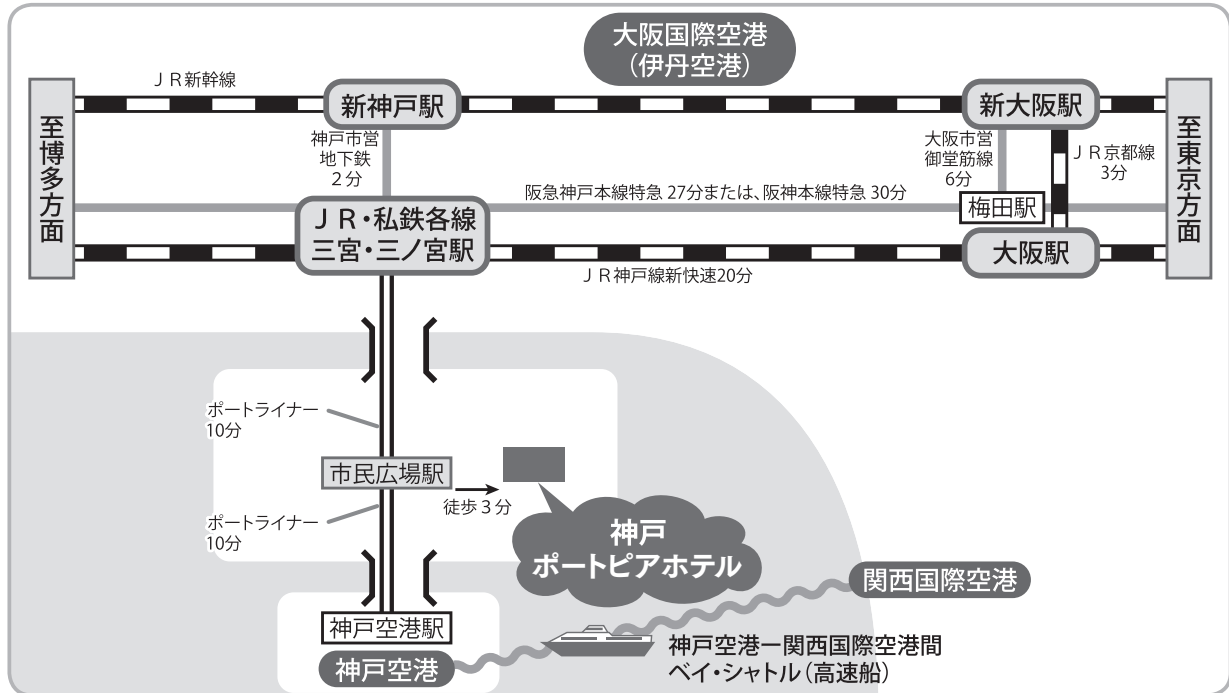 大阪国際空港
（伊丹空港）
ＪＲ新幹線
新神戸駅
新大阪駅
至博多方面
至東京方面
神戸市営
地下鉄
２分
大阪市営
御堂筋線
6分
ＪＲ京都線
3分
阪急神戸本線特急 27分または、阪神本線特急 30分
梅田駅
ＪＲ・私鉄各線
三宮・三ノ宮駅
大阪駅
ＪＲ神戸線新快速20分
ポートライナー
10分
市民広場駅
徒歩３分
ポートライナー
10分
神戸
ポートピアホテル
関西国際空港
神戸空港駅
神戸空港
神戸空港ー関西国際空港間
ベイ・シャトル（高速船）